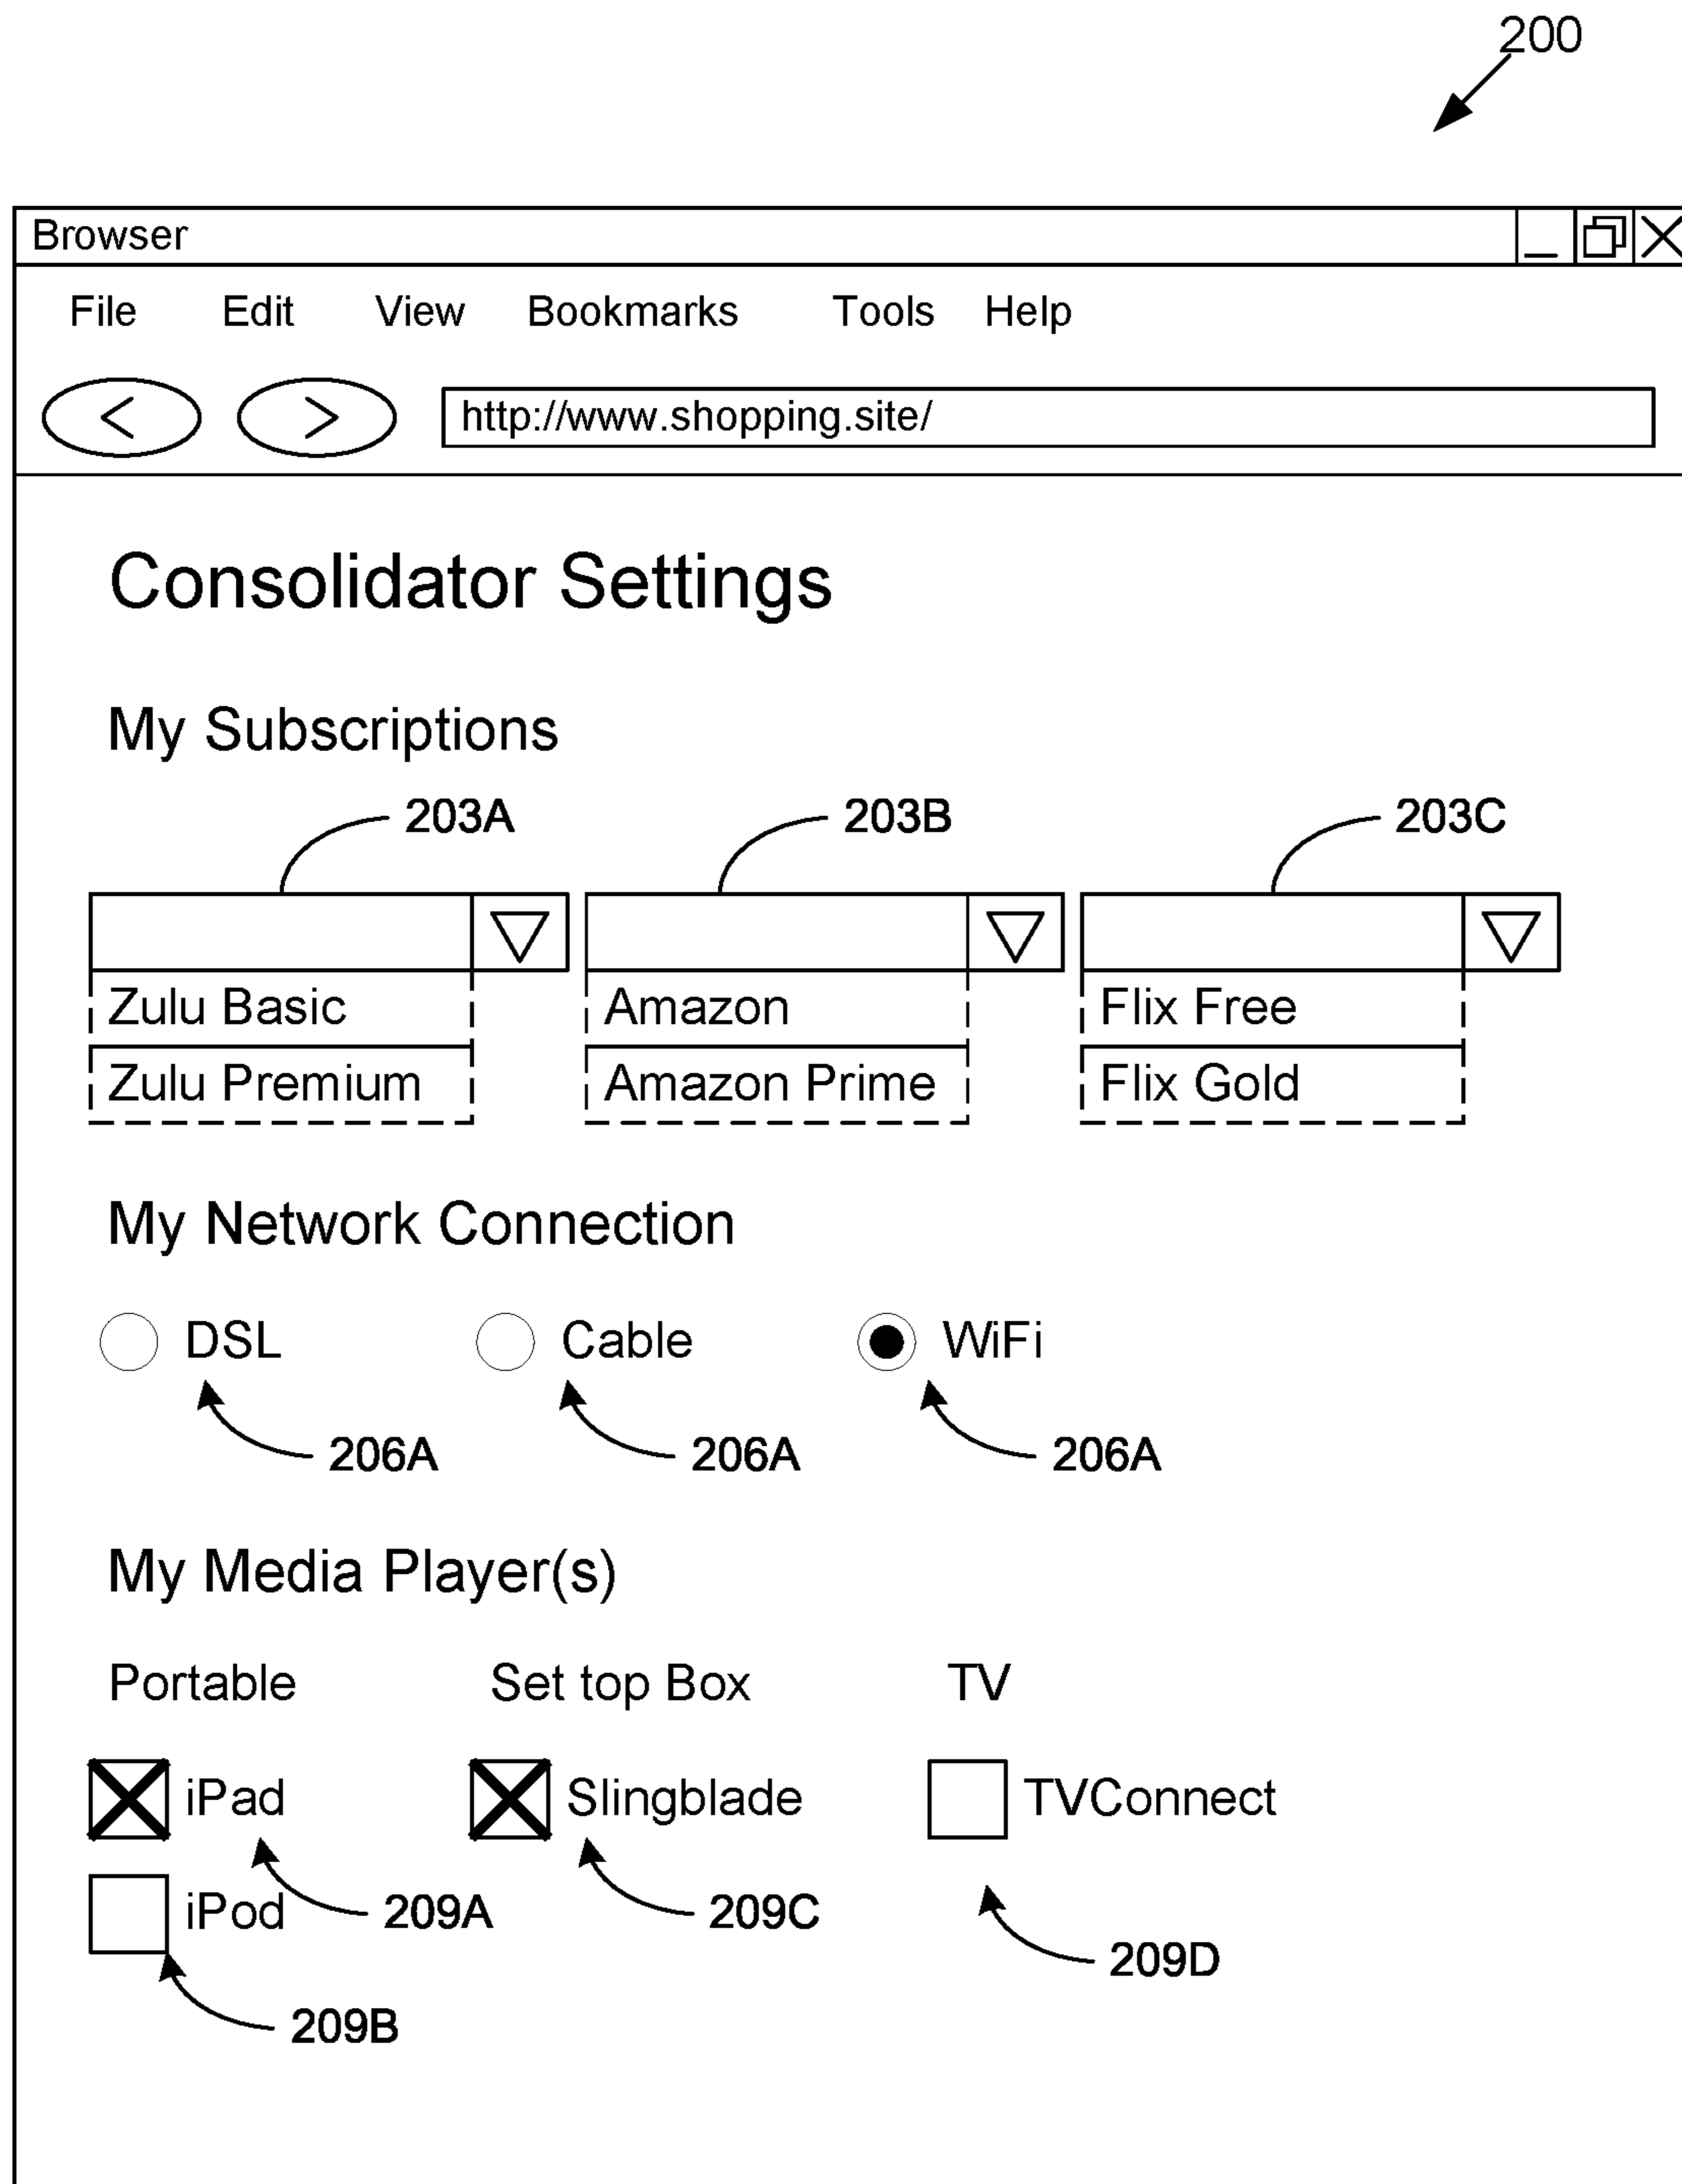 200
Browser
File Edit View Bookmarks Tools Help
< > http://www.shopping.site/
Consolidator Settings
My Subscriptions
203A 203B 203C
Zulu Basic Amazon Flix Free
Zulu Premium Amazon Prime Flix Gold
My Network Connection
DSL Cable WiFi
206A 206A 206A
My Media Player(s)
Portable Set top Box TV
iPad Slingblade TVConnect
iPod 209A 209C
209D
209B